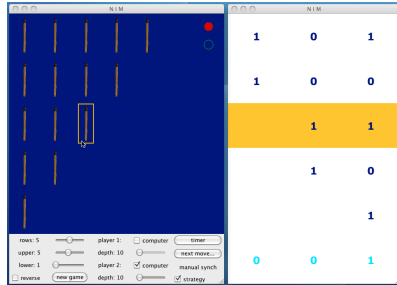 NIM
rows: 5 player 1: computer timer
upper: 5 depth: 10 next move...
lower: 1 player 2: computer manual synch
reverse new game depth: 10 strategy
NIM
1 0 1
1 0 0
1 1
1 0
1
0 0 1